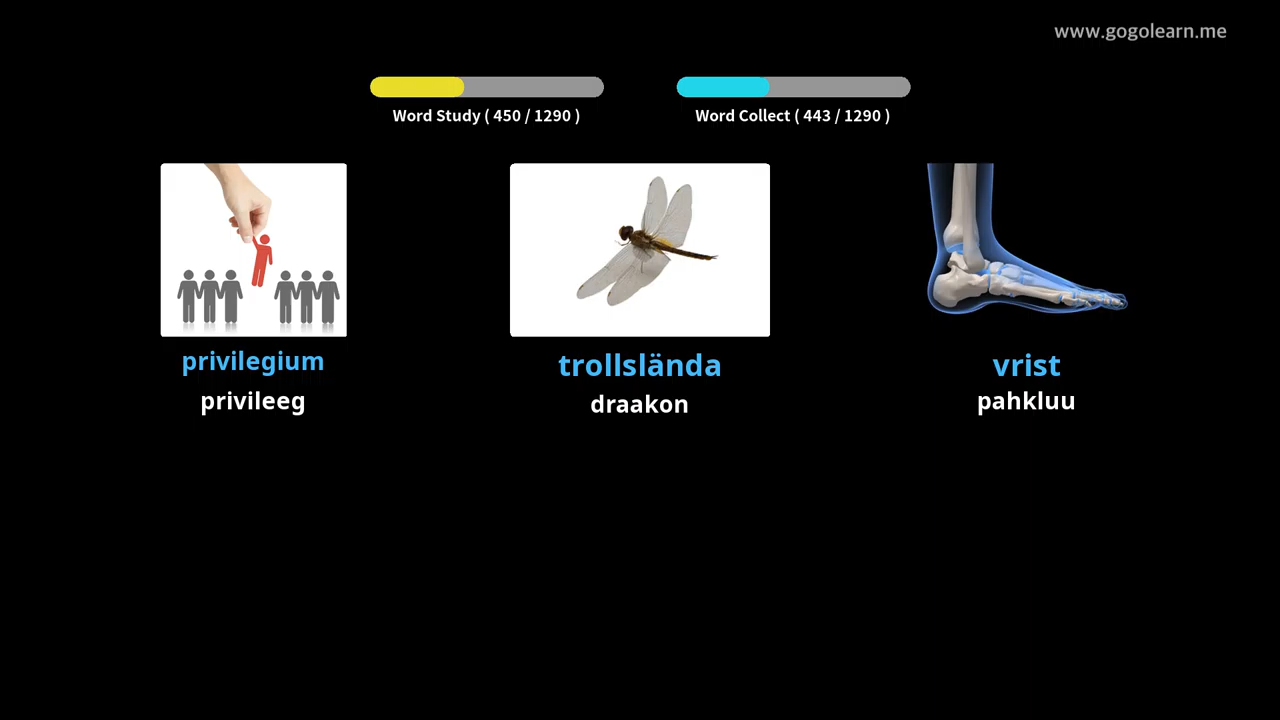 www.gogolearn.me
Word Study ( 450 / 1290 )
Word Collect ( 443 / 1290 )
privilegium
privileeg
trollslända
draakon
vrist
pahkluu